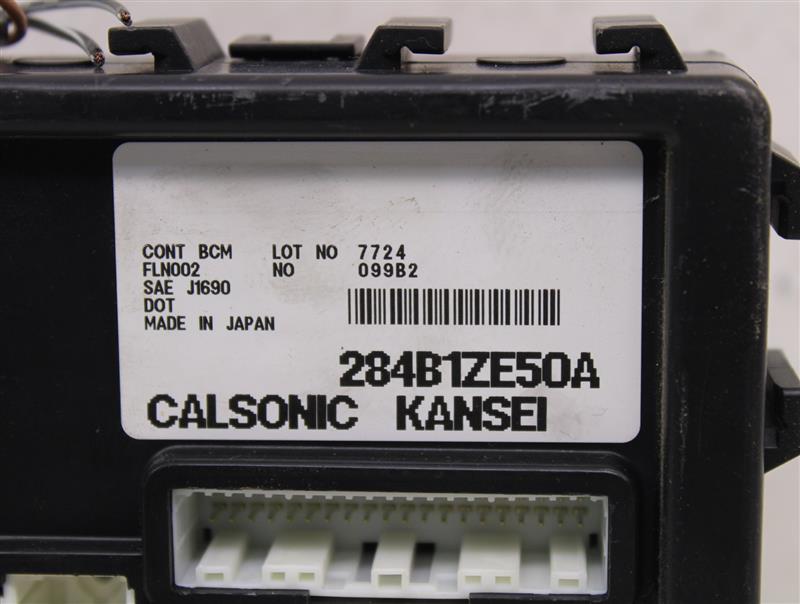 CONT BCM LOT NO 7724
FLN002 NO 099B2
SAE J1690
DOT
MADE IN JAPAN
284B1ZE50A
CALSONIC KANSEI